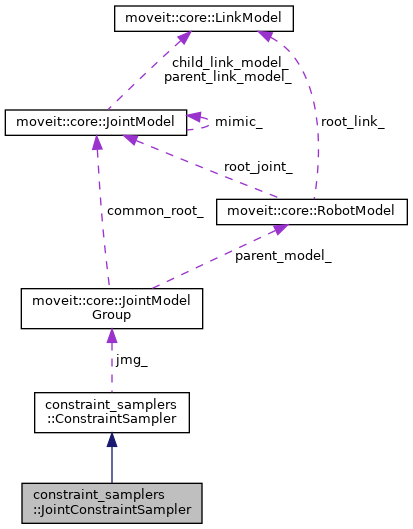 moveit::core::LinkModel
child_link_model_
parent_link_model_
moveit::core::JointModel
mimic_
root_link_
root_joint_
common_root_
moveit::core::RobotModel
parent_model_
moveit::core::JointModel
Group
jmg_
constraint_samplers
::ConstraintSampler
constraint_samplers
::JointConstraintSampler